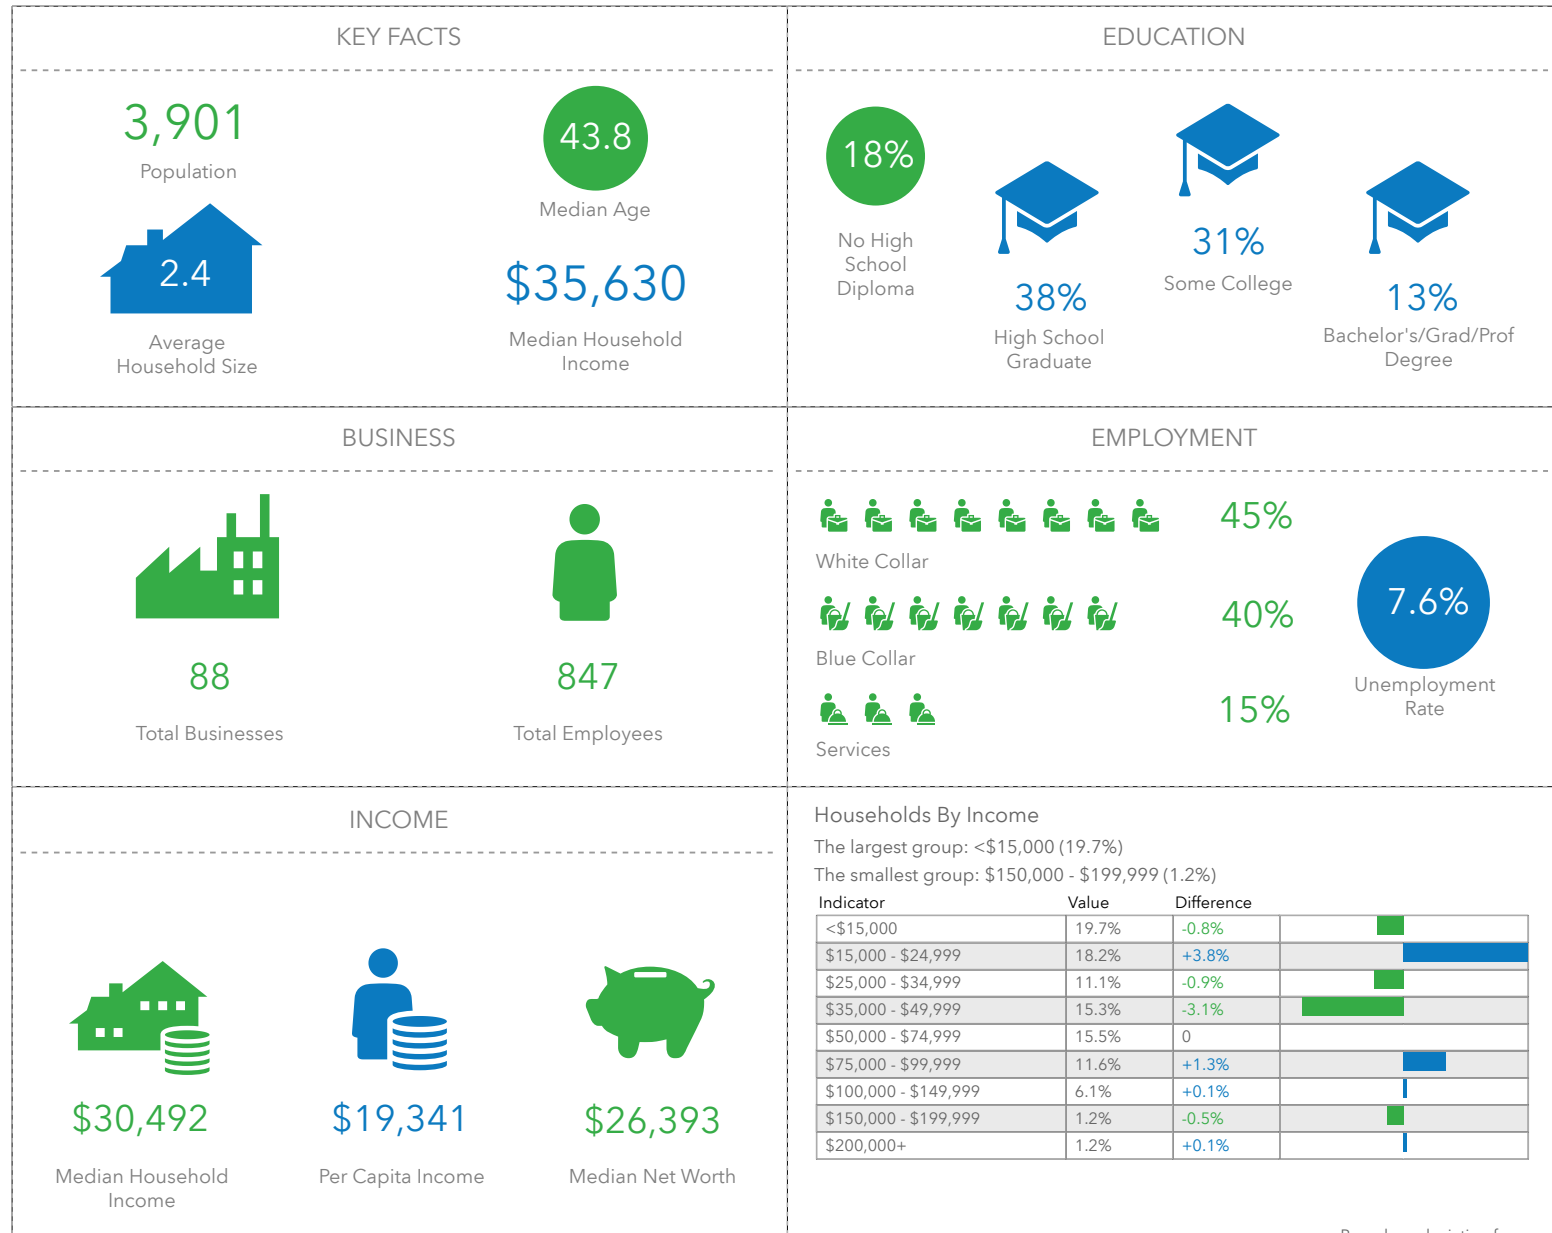 KEY FACTS
3,901
Population
43.8
Median Age
2.4
Average
Household Size
$35,630
Median Household
Income
EDUCATION
18%
No High
School
Diploma
38%
High School
Graduate
31%
Some College
13%
Bachelor's/Grad/Prof
Degree
BUSINESS
88
Total Businesses
847
Total Employees
EMPLOYMENT
45%
White Collar
40%
Blue Collar
15%
Services
7.6%
Unemployment
Rate
INCOME
$30,492
Median Household
Income
$19,341
Per Capita Income
$26,393
Median Net Worth
Households By Income
The largest group: <$15,000 (19.7%)
The smallest group: $150,000 - $199,999 (1.2%)
Indicator Value Difference
<$15,000 19.7% -0.8%
$15,000 - $24,999 18.2% +3.8%
$25,000 - $34,999 11.1% -0.9%
$35,000 - $49,999 15.3% -3.1%
$50,000 - $74,999 15.5% 0
$75,000 - $99,999 11.6% +1.3%
$100,000 - $149,999 6.1% +0.1%
$150,000 - $199,999 1.2% -0.5%
$200,000+ 1.2% +0.1%